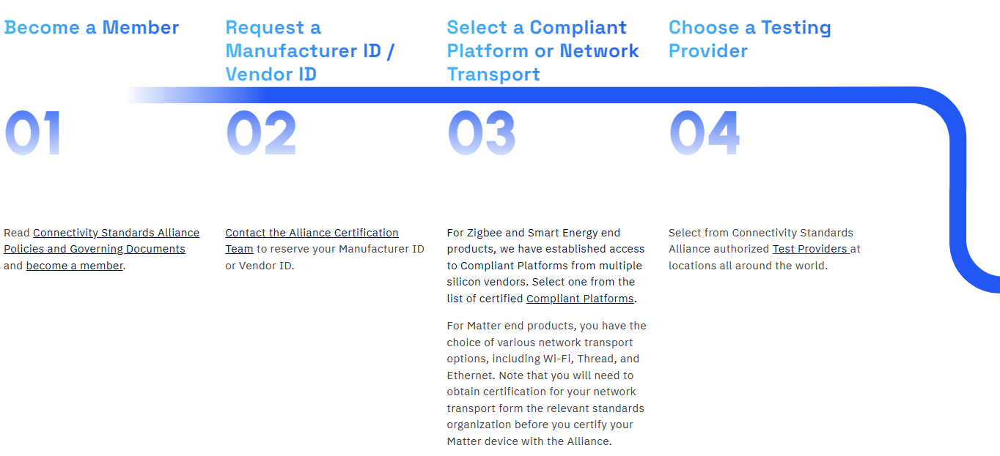 Become a Member
Request a
Manufacturer ID /
Vendor ID
Select a Compliant
Platform or Network
Transport
Choose a Testing
Provider
01
02
03
04
Read Connectivity Standards Alliance
Policies and Governing Documents
and become a member.
Contact the Alliance Certification
Team to reserve your Manufacturer ID
or Vendor ID.
For Zigbee and Smart Energy end
products, we have established access
to Compliant Platforms from multiple
silicon vendors. Select one from the
list of certified Compliant Platforms.
For Matter end products, you have the
choice of various network transport
options, including Wi-Fi, Thread, and
Ethernet. Note that you will need to
obtain certification for your network
transport form the relevant standards
organization before you certify your
Matter device with the Alliance.
Select from Connectivity Standards
Alliance authorized Test Providers at
locations all around the world.